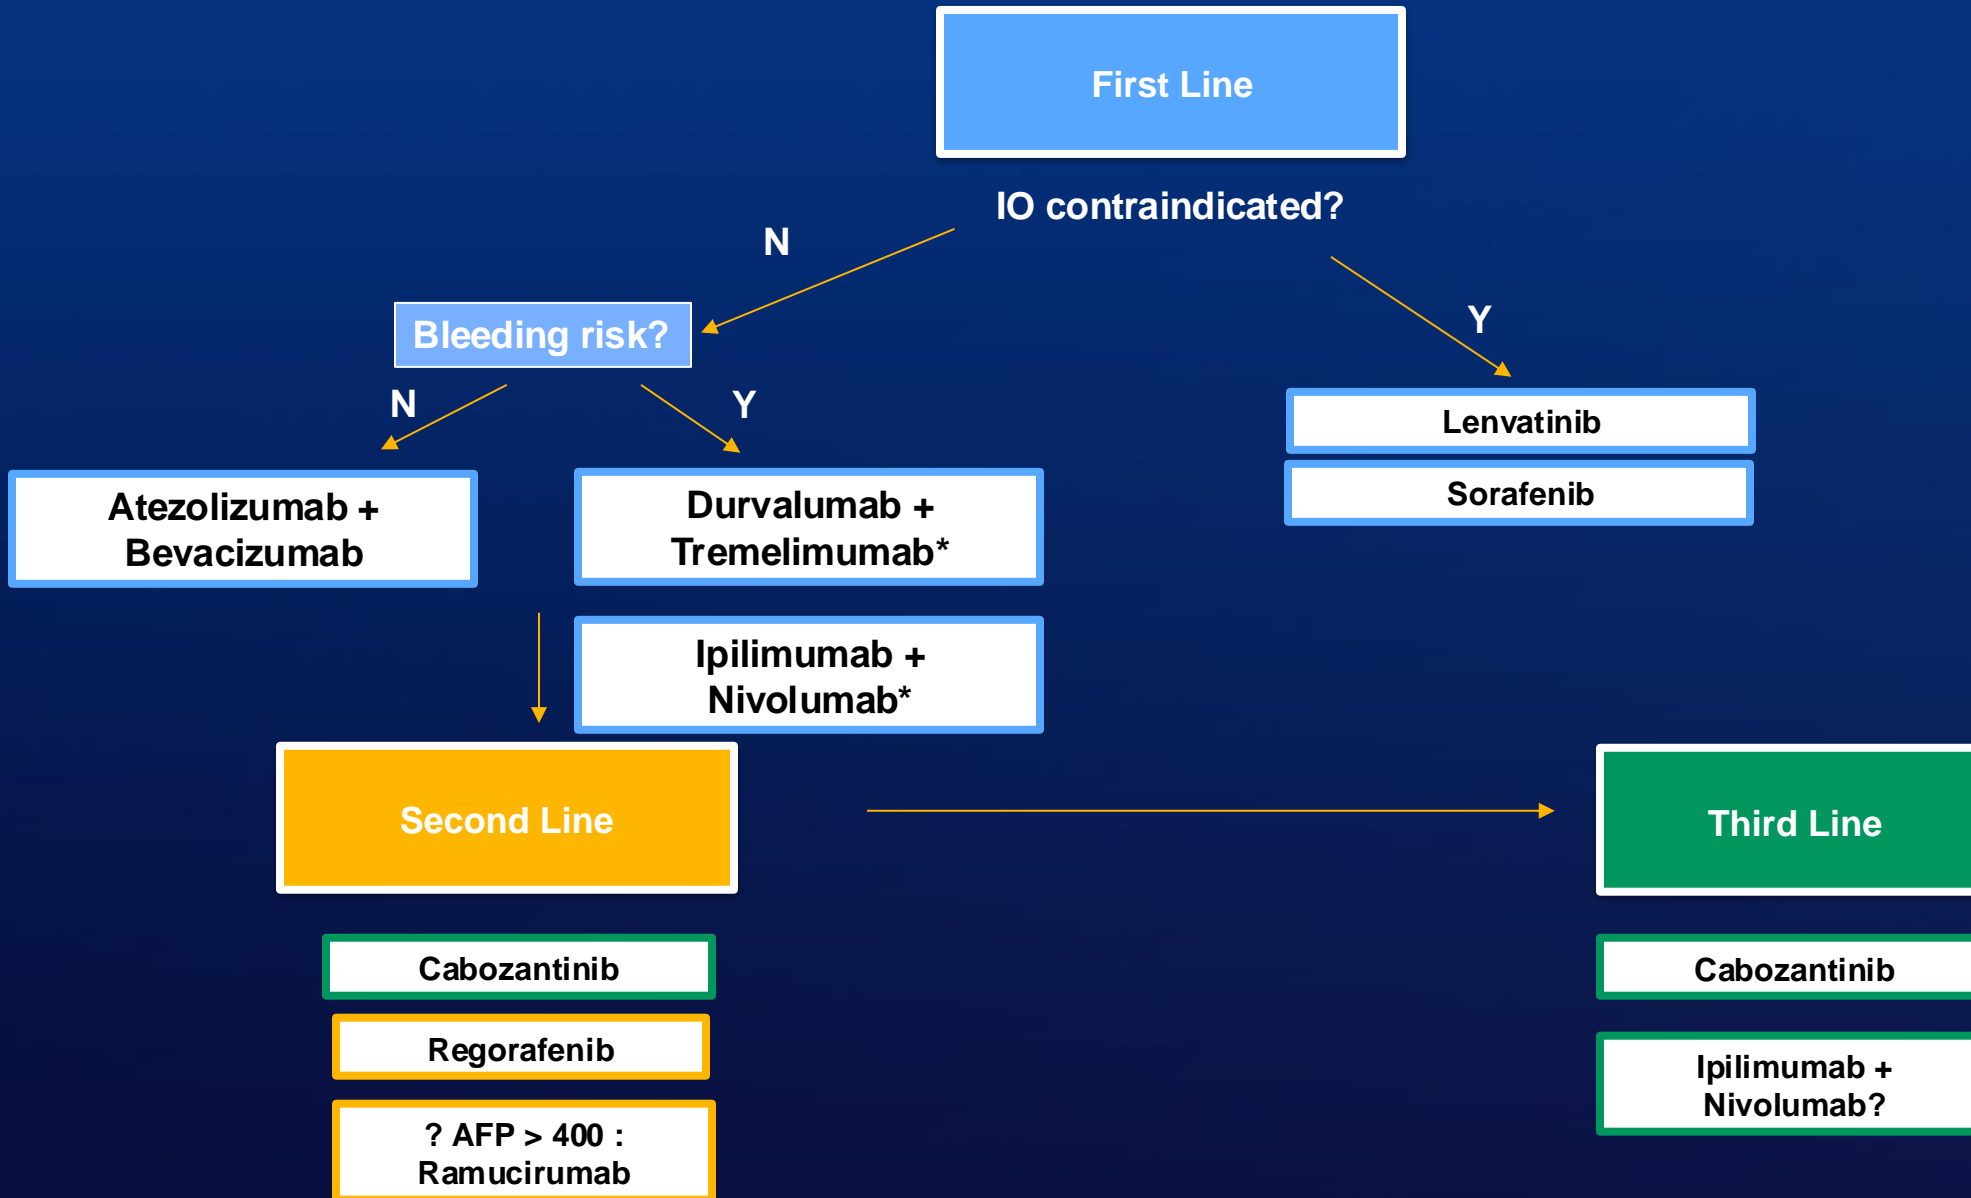 First Line
IO contraindicated?
N
Y
Bleeding risk?
N
Y
Lenvatinib
Sorafenib
Atezolizumab +
Bevacizumab
Durvalumab +
Tremelimumab*
Ipilimumab +
Nivolumab*
Second Line
Third Line
Cabozantinib
Regorafenib
? AFP > 400 :
Ramucirumab
Cabozantinib
Ipilimumab +
Nivolumab?